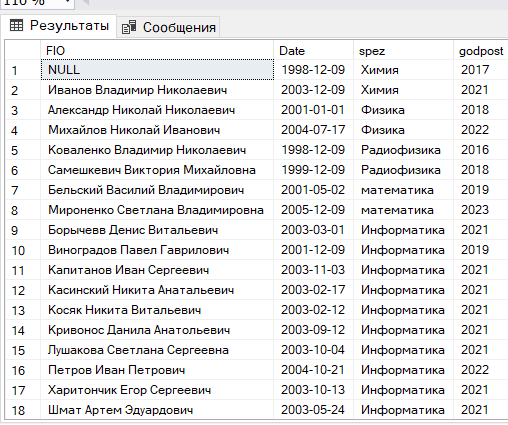 110 %
Результаты Сообщения
FIO Date spez godpost
1 NULL 1998-12-09 Химия 2017
2 Иванов Владимир Николаевич 2003-12-09 Химия 2021
3 Александр Николай Николаевич 2001-01-01 Физика 2018
4 Михайлов Николай Иванович 2004-07-17 Физика 2022
5 Коваленко Владимир Николаевич 1998-12-09 Радиофизика 2016
6 Самешкевич Виктория Михайловна 1999-12-09 Радиофизика 2018
7 Бельский Василий Владимирович 2001-05-02 математика 2019
8 Мироненко Светлана Владимировна 2005-12-09 математика 2023
9 Борычевв Денис Витальевич 2003-03-01 Информатика 2021
10 Виноградов Павел Гаврилович 2001-12-09 Информатика 2019
11 Капитанов Иван Сергеевич 2003-11-03 Информатика 2021
12 Касинский Никита Анатальевич 2003-02-17 Информатика 2021
13 Косяк Никита Витальевич 2003-02-12 Информатика 2021
14 Кривонос Данила Анатольевич 2003-09-12 Информатика 2021
15 Лушакова Светлана Сергеевна 2003-10-04 Информатика 2021
16 Петров Иван Петрович 2004-10-21 Информатика 2022
17 Харитончик Егор Сергеевич 2003-10-13 Информатика 2021
18 Шмат Артем Эдуардович 2003-05-24 Информатика 2021